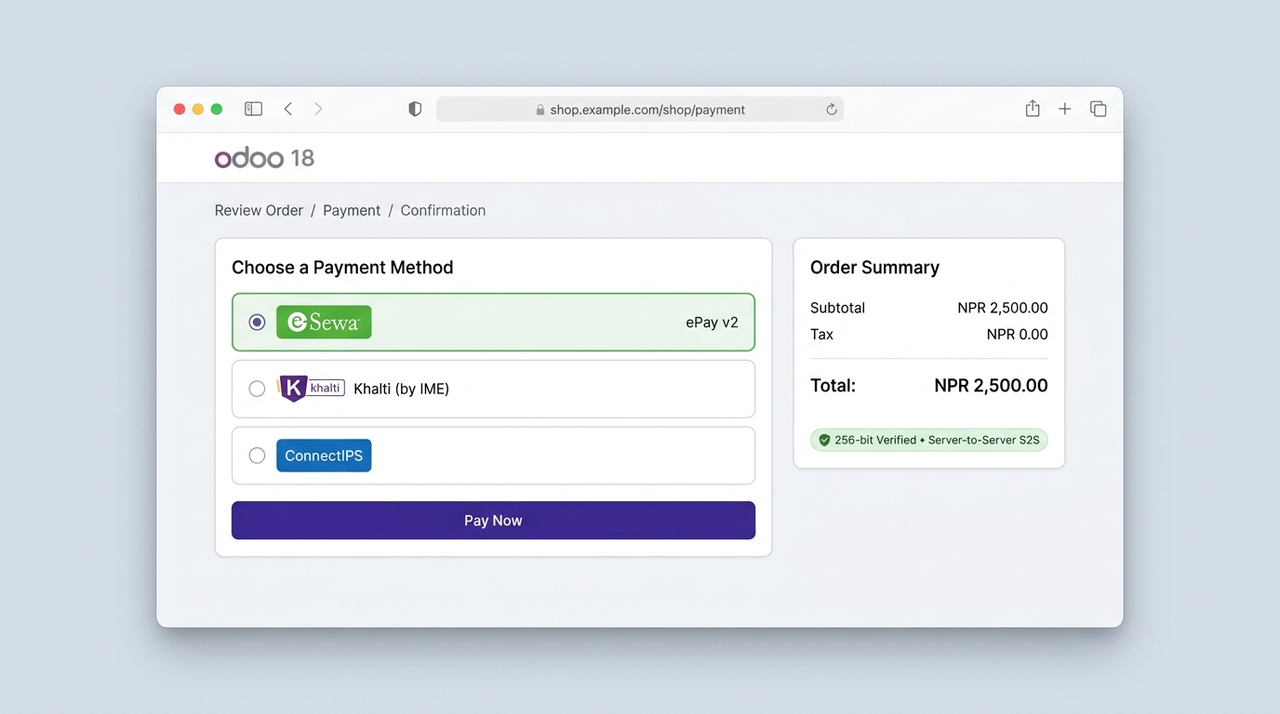 shop.example.com/shop/payment
odoo 18
Review Order / Payment / Confirmation
Choose a Payment Method
eSewa ePay v2
K khalti Khalti (by IME)
ConnectIPS
Pay Now
Order Summary
Subtotal NPR 2,500.00
Tax NPR 0.00
Total: NPR 2,500.00
256-bit Verified • Server-to-Server S2S